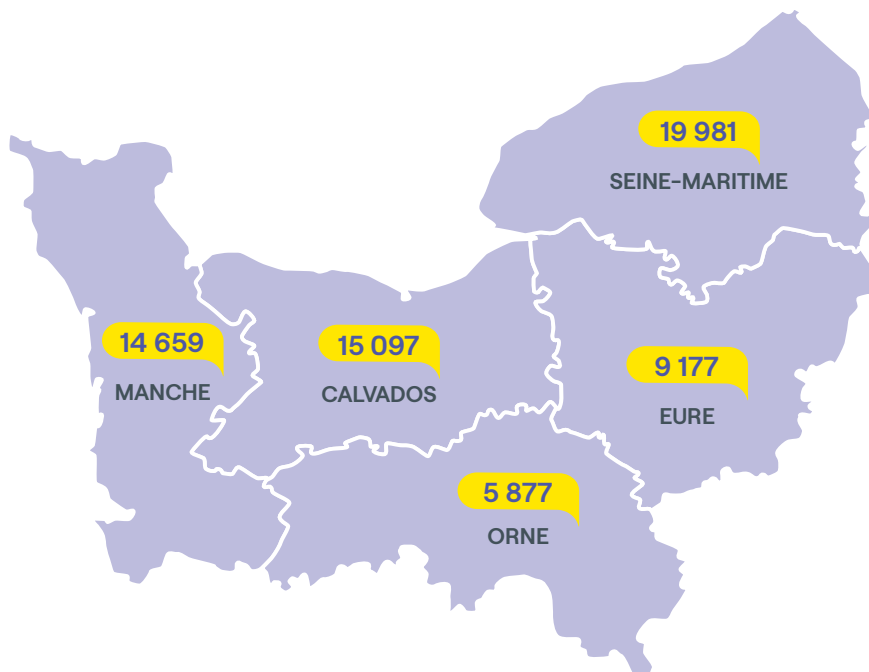 19 981
SEINE-MARITIME
14 659
MANCHE
15 097
CALVADOS
9 177
EURE
5 877
ORNE